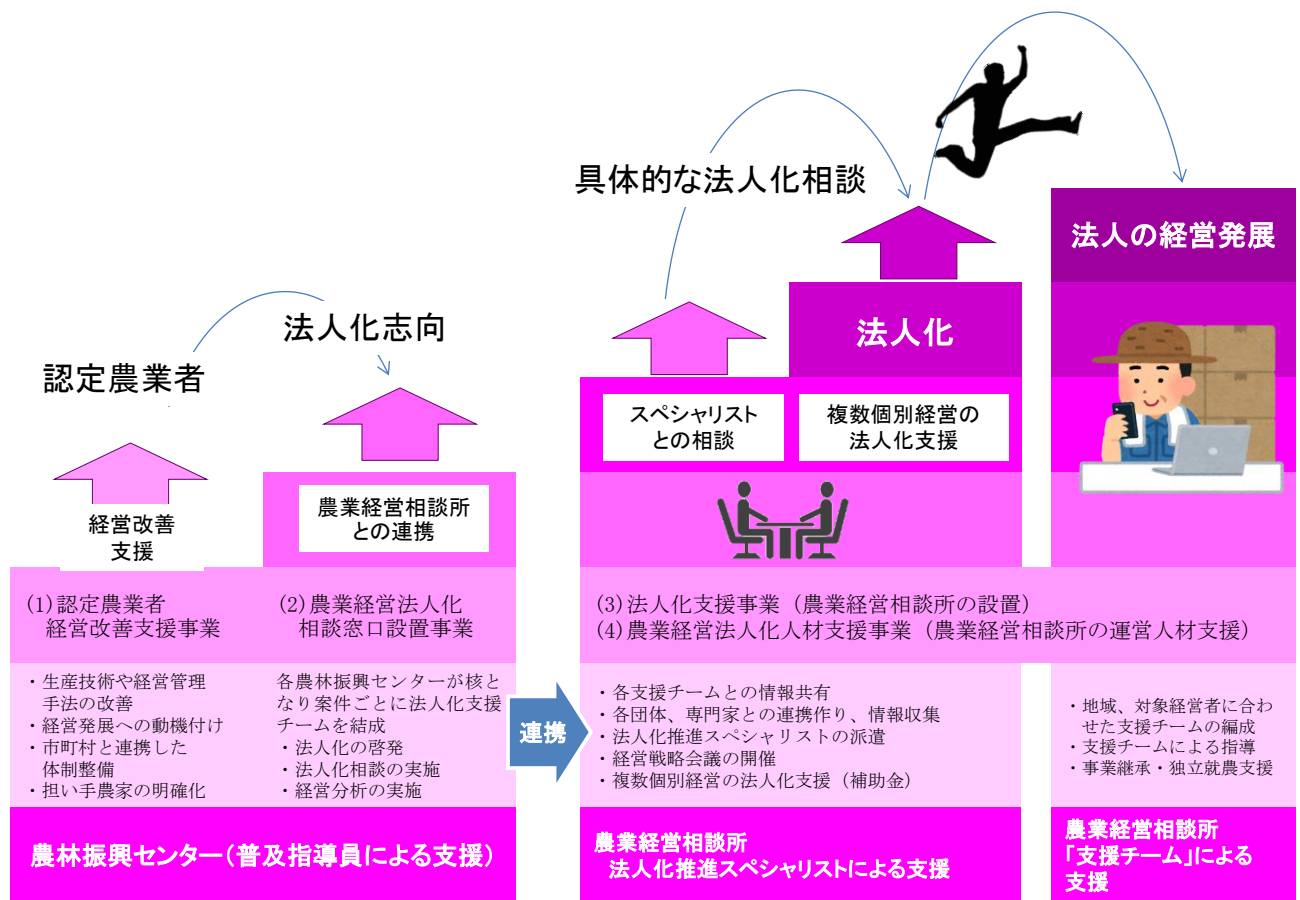 認定農業者
法人化志向
具体的な法人化相談
法人の経営発展
法人化
経営改善
支援
農業経営相談所
との連携
スペシャリスト
との相談
複数個別経営の
法人化支援
(1)認定農業者
経営改善支援事業
(2)農業経営法人化
相談窓口設置事業
(3)法人化支援事業（農業経営相談所の設置）
(4)農業経営法人化人材支援事業（農業経営相談所の運営人材支援）
・生産技術や経営管理
手法の改善
・経営発展への動機付け
・市町村と連携した
体制整備
・担い手農家の明確化
各農林振興センターが核と
なり案件ごとに法人化支援
チームを結成
・法人化の啓発
・法人化相談の実施
・経営分析の実施
連携
・各支援チームとの情報共有
・各団体、専門家との連携作り、情報収集
・法人化推進スペシャリストの派遣
・経営戦略会議の開催
・複数個別経営の法人化支援（補助金）
・地域、対象経営者に合わ
せた支援チームの編成
・支援チームによる指導
・事業継承・独立就農支援
農林振興センター（普及指導員による支援）
農業経営相談所
法人化推進スペシャリストによる支援
農業経営相談所
「支援チーム」による
支援